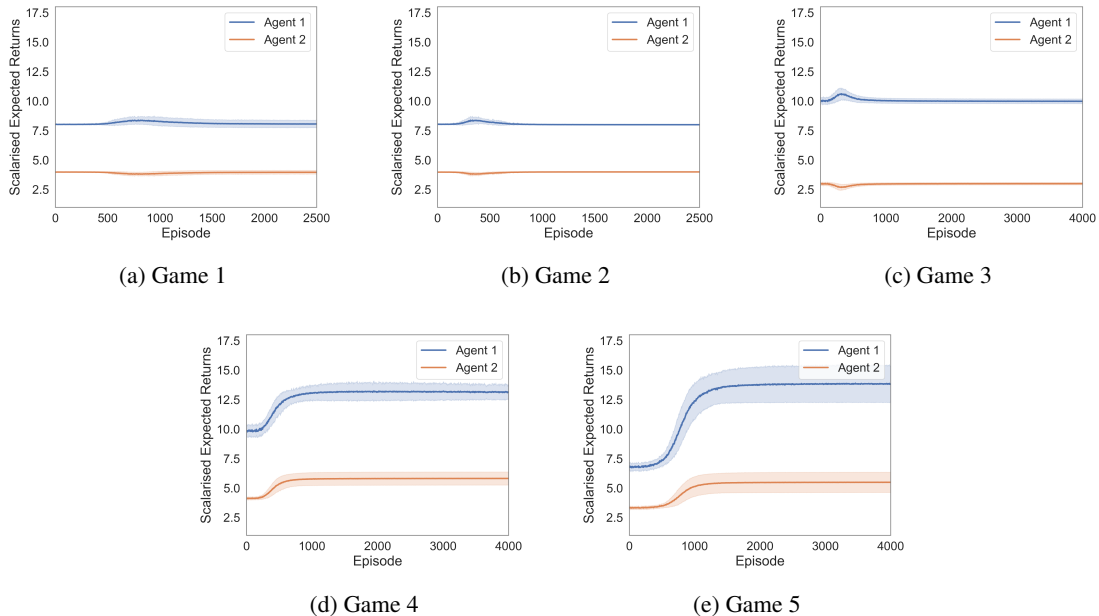 Scalarised Expected Returns
17.5
15.0
12.5
10.0
7.5
5.0
2.5
Agent 1
Agent 2
0 500 1000 1500 2000 2500
Episode
(a) Game 1
Scalarised Expected Returns
17.5
15.0
12.5
10.0
7.5
5.0
2.5
Agent 1
Agent 2
0 500 1000 1500 2000 2500
Episode
(b) Game 2
Scalarised Expected Returns
17.5
15.0
12.5
10.0
7.5
5.0
2.5
Agent 1
Agent 2
0 1000 2000 3000 4000
Episode
(c) Game 3
Scalarised Expected Returns
17.5
15.0
12.5
10.0
7.5
5.0
2.5
Agent 1
Agent 2
0 1000 2000 3000 4000
Episode
(d) Game 4
Scalarised Expected Returns
17.5
15.0
12.5
10.0
7.5
5.0
2.5
Agent 1
Agent 2
0 1000 2000 3000 4000
Episode
(e) Game 5